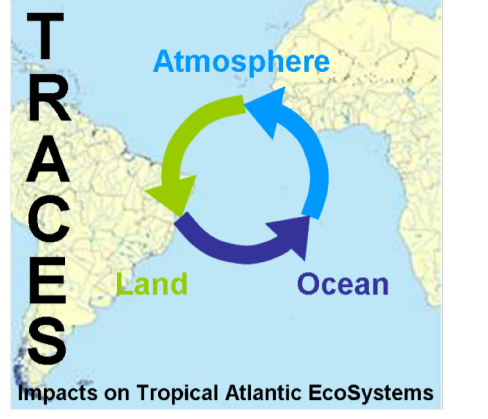 TRACES
Atmosphere
Land
Ocean
Impacts on Tropical Atlantic EcoSystems